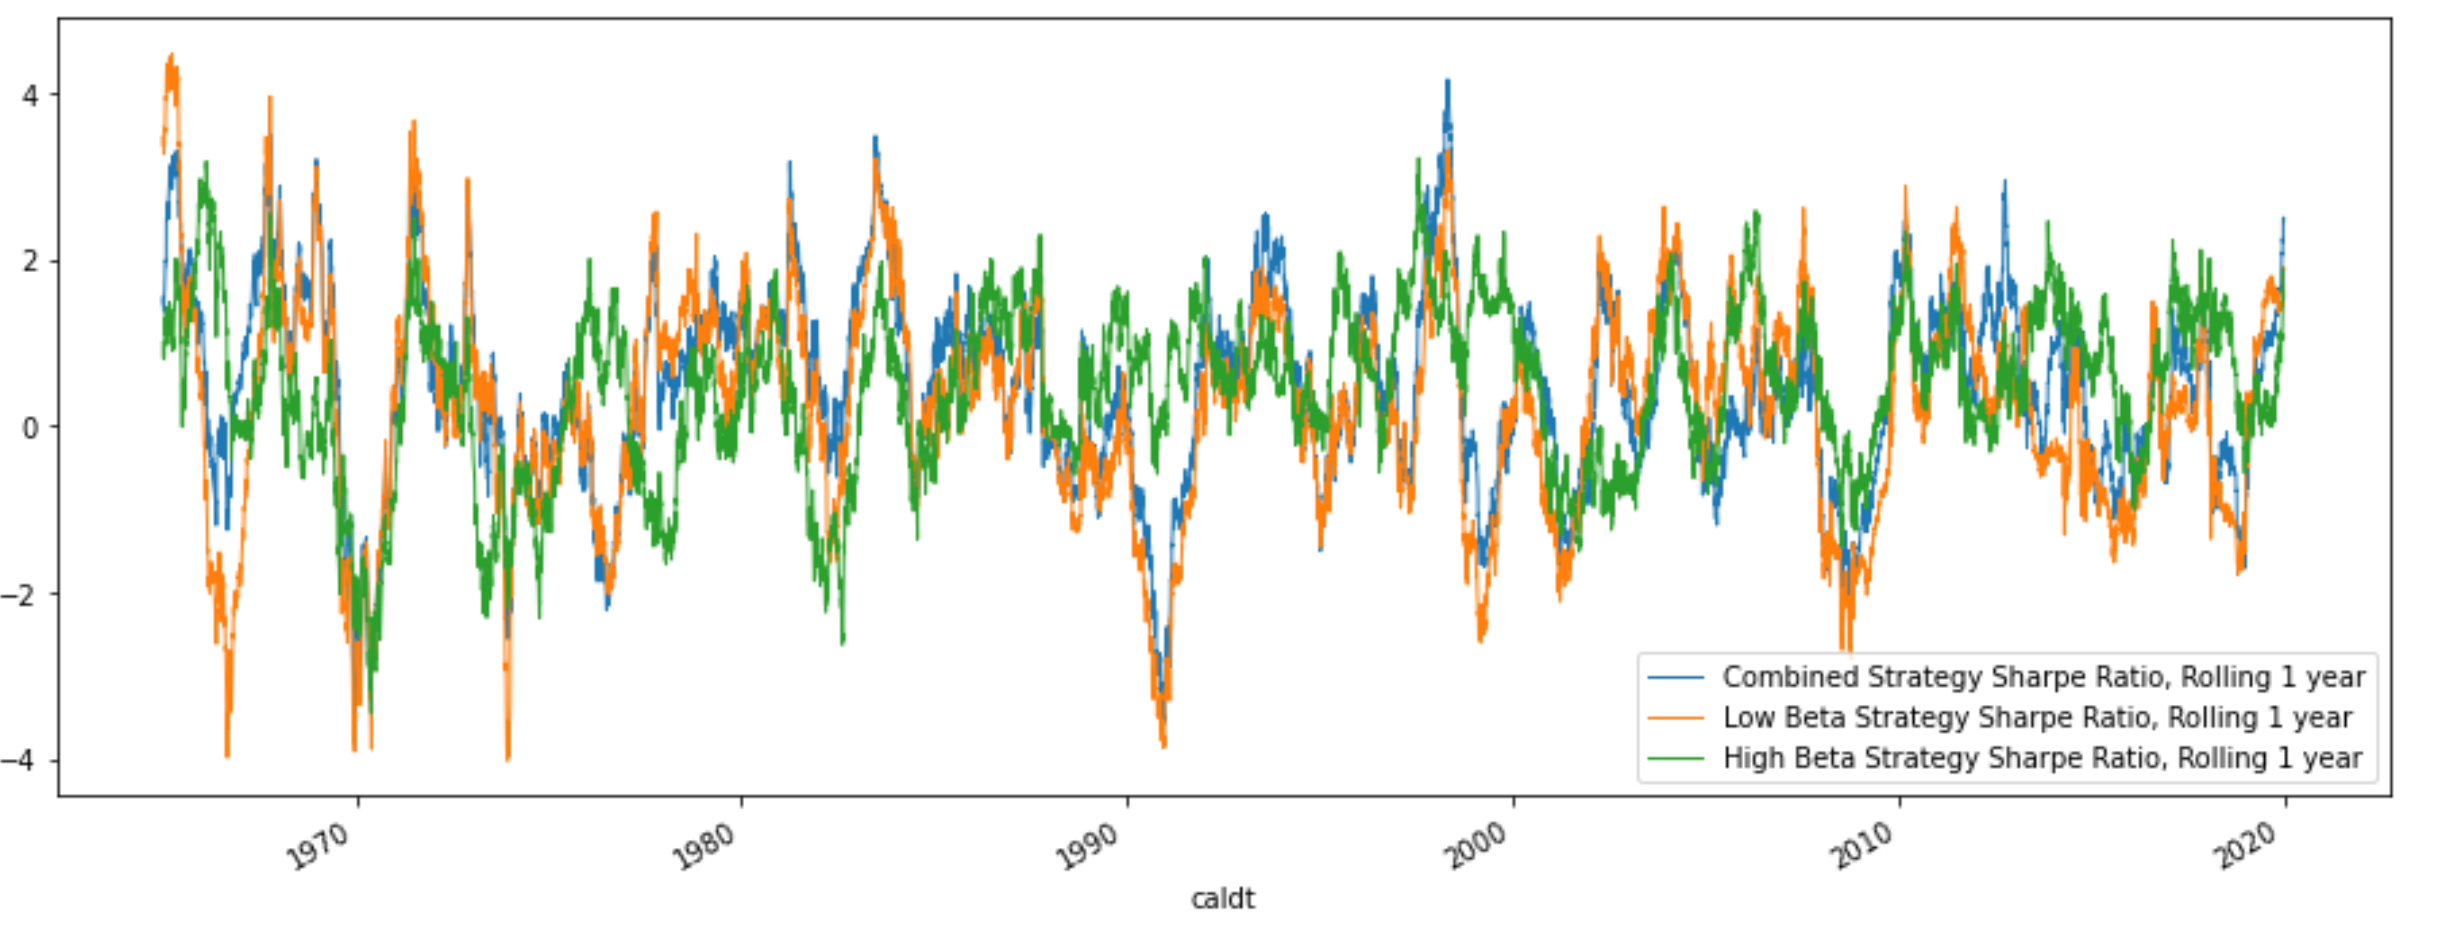 4
2
0
−2
−4
Combined Strategy Sharpe Ratio, Rolling 1 year
Low Beta Strategy Sharpe Ratio, Rolling 1 year
High Beta Strategy Sharpe Ratio, Rolling 1 year
1970 1980 1990 2000 2010 2020
caldt